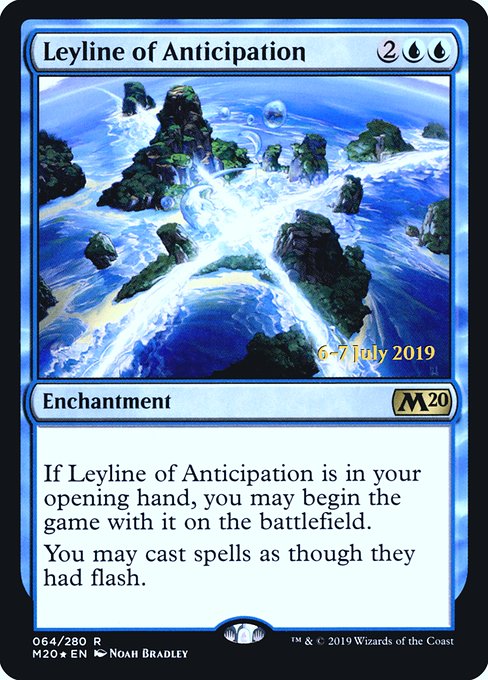 Leyline of Anticipation 2
6-7 July 2019
Enchantment M20
If Leyline of Anticipation is in your
opening hand, you may begin the
game with it on the battlefield.
You may cast spells as though they
had flash.
064/280 R
M20★EN Noah Bradley
™ & © 2019 Wizards of the Coast